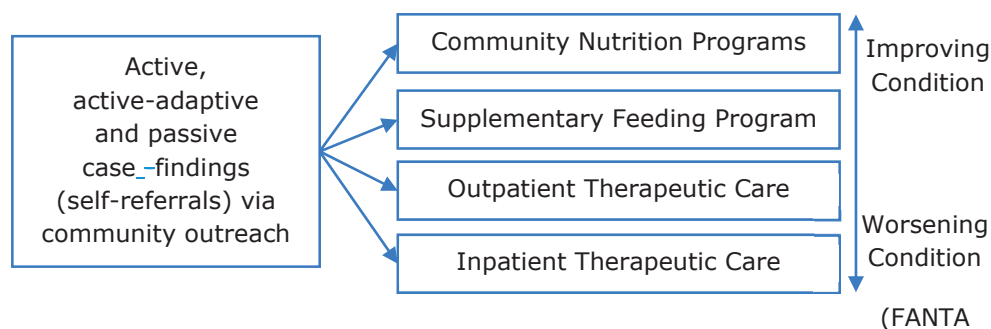 Active,
active-adaptive
and passive
case -findings
(self-referrals) via
community outreach
Community Nutrition Programs
Supplementary Feeding Program
Outpatient Therapeutic Care
Inpatient Therapeutic Care
Improving
Condition
Worsening
Condition
(FANTA